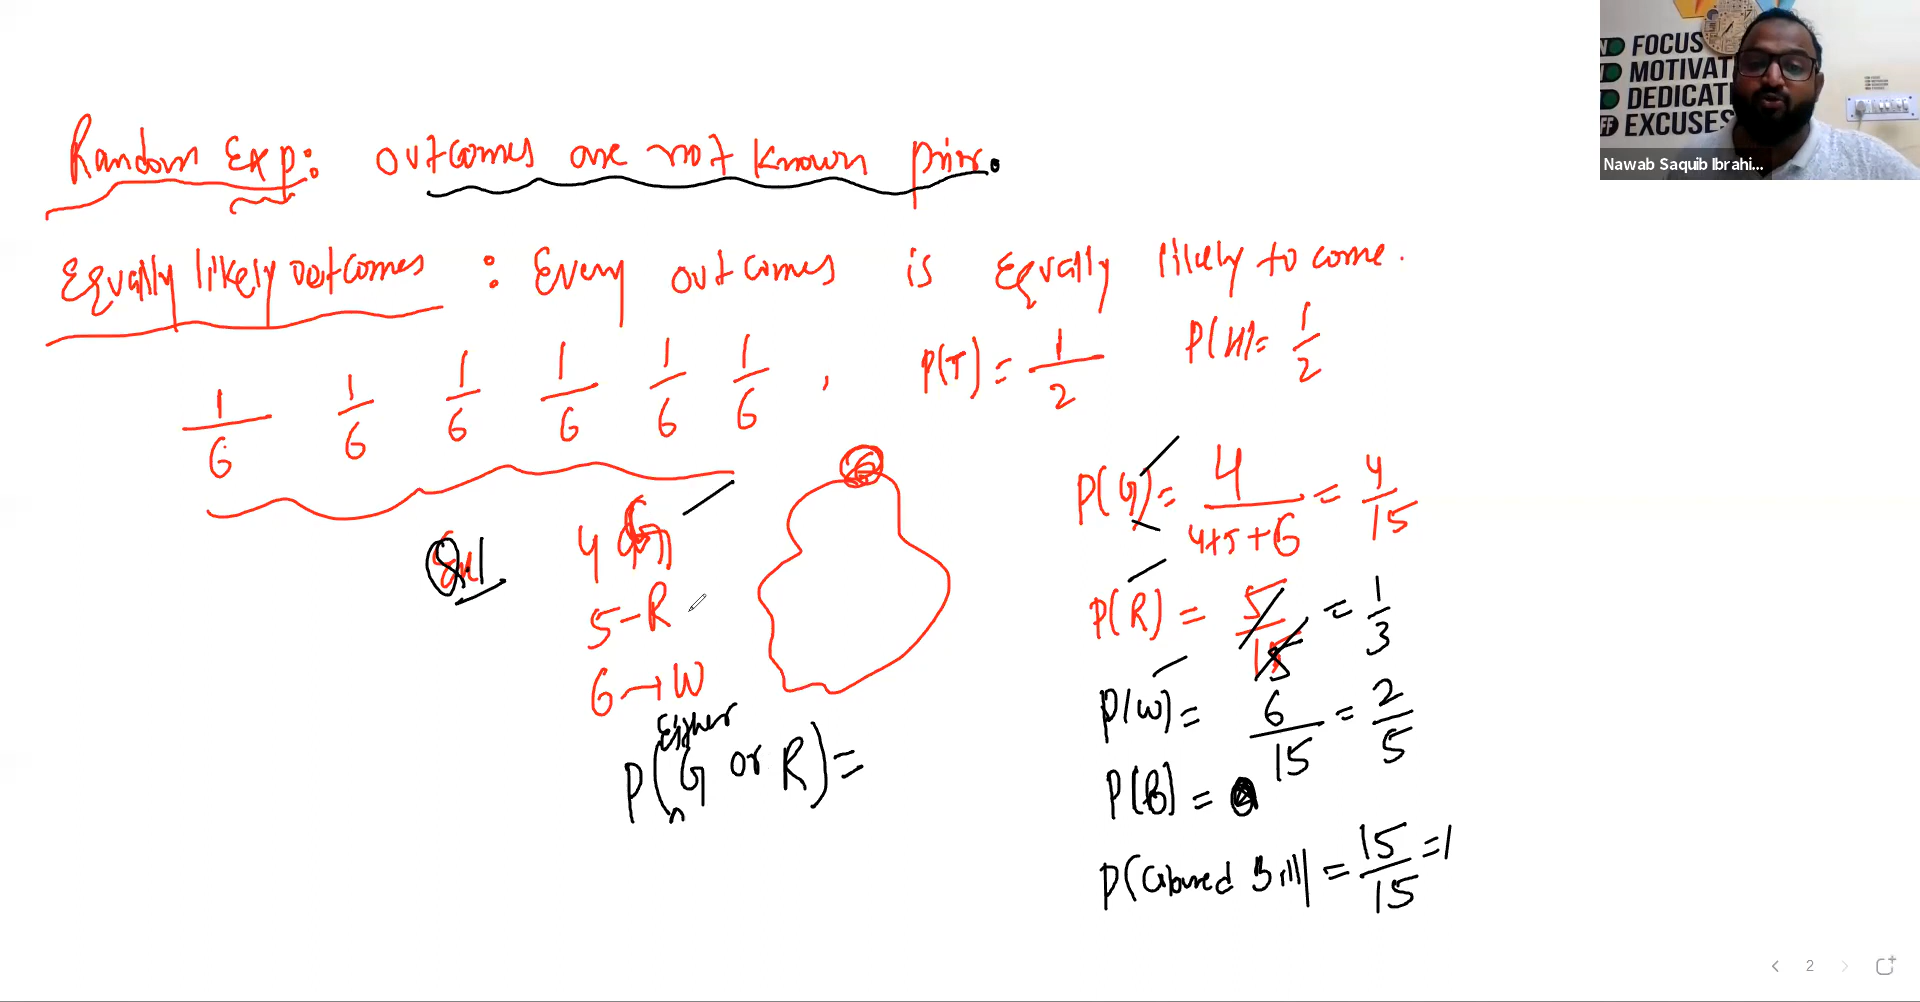 Random Exp: outcomes are not known prior.
Equally likely outcomes : Every outcomes is equally likely to come.
1/6 1/6 1/6 1/6 1/6 1/6 , P(T) = 1/2 P(H) = 1/2
4 G
5 - R
6 → W
P(Either G or R) =
P(G) = 4/(4+5+6) = 4/15
P(R) = 5/15 = 1/3
P(W) = 6/15 = 2/5
P(B) =
P(Coloured Ball) = 15/15 = 1
FOCUS
MOTIVAT
DEDICAT
EXCUSES
Nawab Saquib Ibrahi...
2